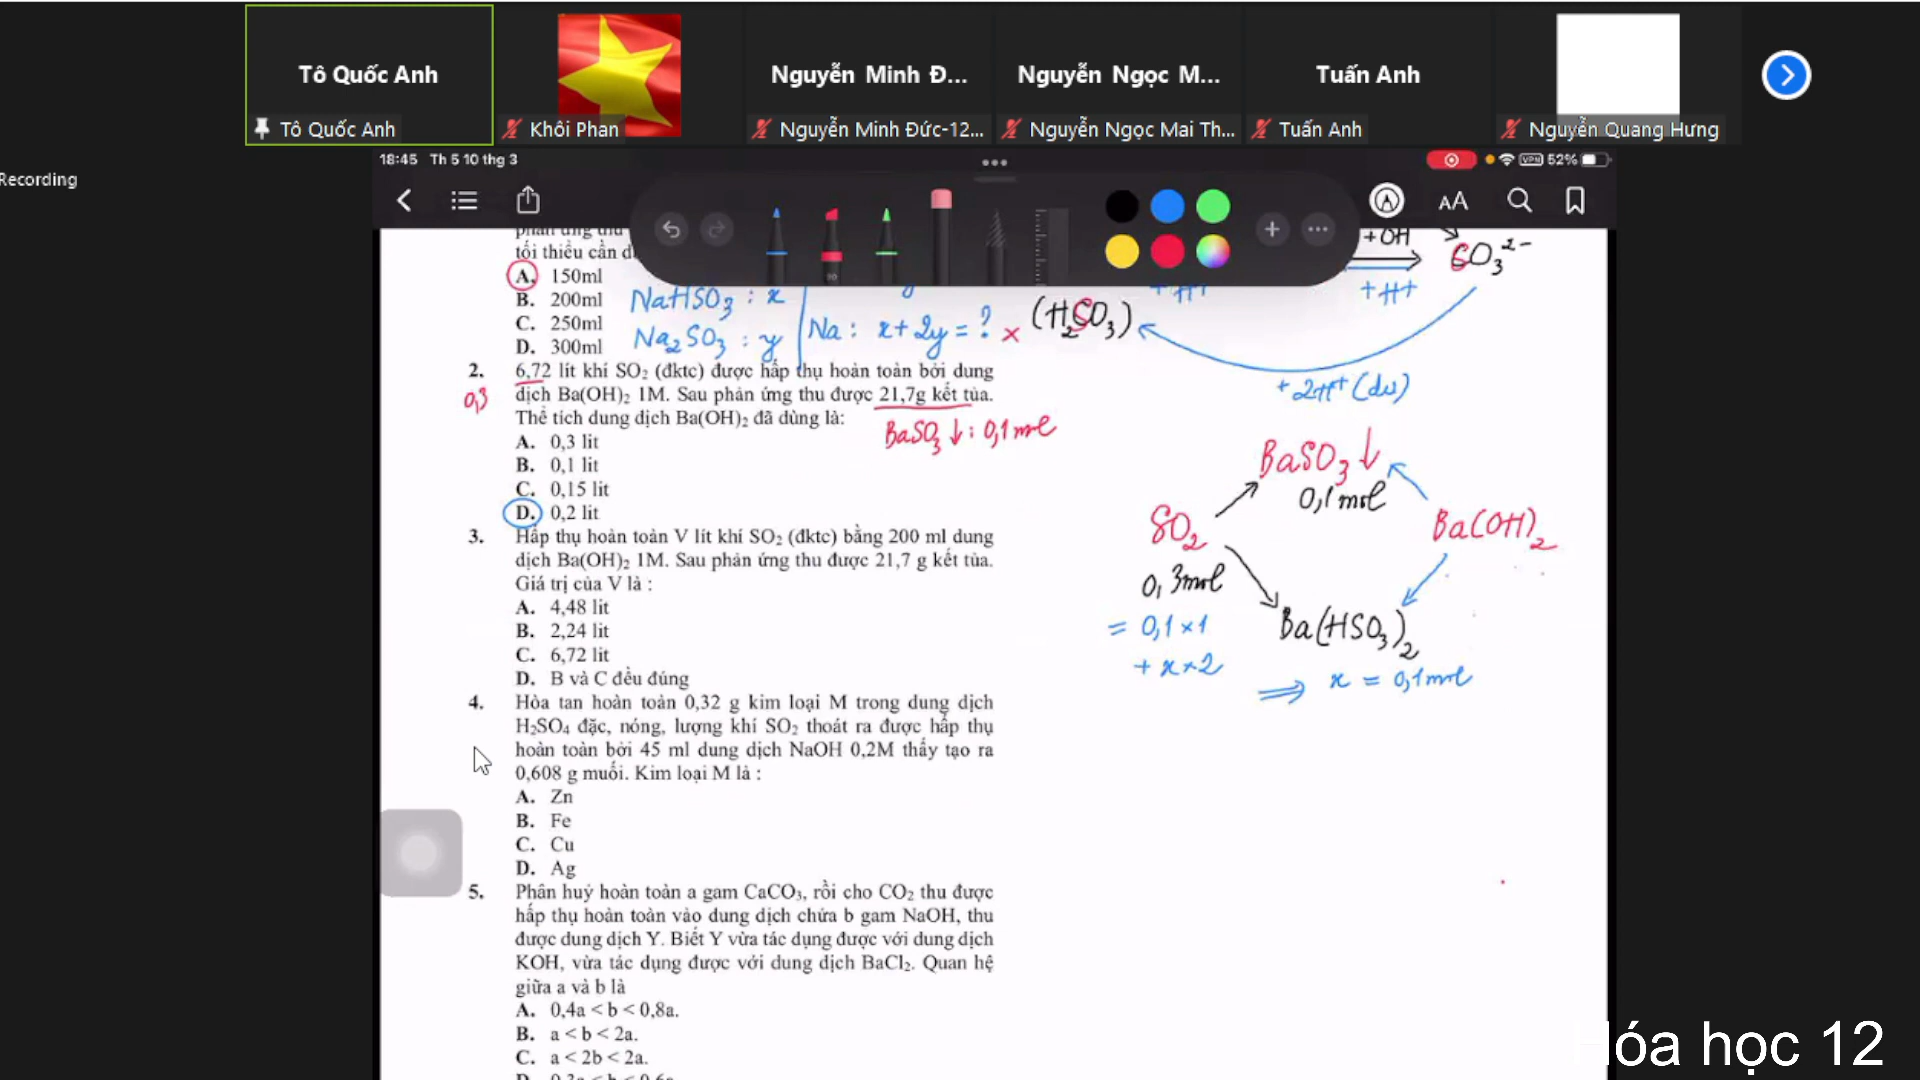 Tô Quốc Anh
Nguyễn Minh Đ...
Nguyễn Ngọc M...
Tuấn Anh
Tô Quốc Anh
Khôi Phan
Nguyễn Minh Đức-12...
Nguyễn Ngọc Mai Th...
Tuấn Anh
Nguyễn Quang Hưng
Recording
18:45 Th 5 10 thg 3
VPN 52%
AA
tối thiểu cần
A. 150ml
B. 200ml
C. 250ml
D. 300ml
NaHSO₃ : x
Na₂SO₃ : y
Na : x + 2y = ? ×
(H₂SO₃)
+ OH
SO₃²⁻
+ H+
+ H+
+ 2H+ (dư)
2. 6,72 lít khí SO₂ (đktc) được hấp thụ hoàn toàn bởi dung
dịch Ba(OH)₂ 1M. Sau phản ứng thu được 21,7g kết tủa.
Thể tích dung dịch Ba(OH)₂ đã dùng là:
0,3
BaSO₃ ↓ : 0,1 mol
A. 0,3 lit
B. 0,1 lit
C. 0,15 lit
D. 0,2 lit
3. Hấp thụ hoàn toàn V lít khí SO₂ (đktc) bằng 200 ml dung
dịch Ba(OH)₂ 1M. Sau phản ứng thu được 21,7 g kết tủa.
Giá trị của V là :
A. 4,48 lit
B. 2,24 lit
C. 6,72 lit
D. B và C đều đúng
BaSO₃ ↓
0,1 mol
SO₂
0,3 mol
Ba(OH)₂
Ba(HSO₃)₂
= 0,1 × 1
+ x × 2
⇒ x = 0,1 mol
4. Hòa tan hoàn toàn 0,32 g kim loại M trong dung dịch
H₂SO₄ đặc, nóng, lượng khí SO₂ thoát ra được hấp thụ
hoàn toàn bởi 45 ml dung dịch NaOH 0,2M thấy tạo ra
0,608 g muối. Kim loại M là :
A. Zn
B. Fe
C. Cu
D. Ag
5. Phân huỷ hoàn toàn a gam CaCO₃, rồi cho CO₂ thu được
hấp thụ hoàn toàn vào dung dịch chứa b gam NaOH, thu
được dung dịch Y. Biết Y vừa tác dụng được với dung dịch
KOH, vừa tác dụng được với dung dịch BaCl₂. Quan hệ
giữa a và b là
A. 0,4a < b < 0,8a.
B. a < b < 2a.
C. a < 2b < 2a.
óa học 12